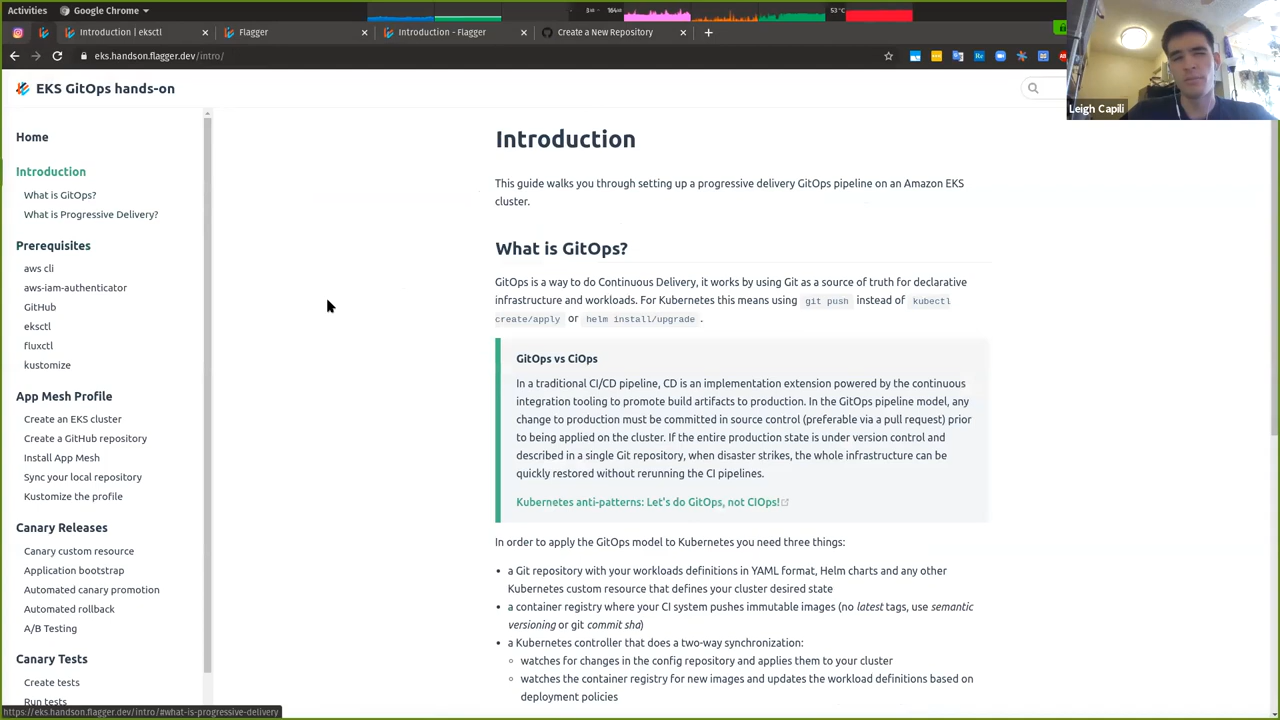 Activities
Google Chrome
53 °C
Introduction | eksctl
Flagger
Introduction - Flagger
Create a New Repository
eks.handson.flagger.dev/intro/
Leigh Capili
EKS GitOps hands-on
Home
Introduction
What is GitOps?
What is Progressive Delivery?
Prerequisites
aws cli
aws-iam-authenticator
GitHub
eksctl
fluxctl
kustomize
App Mesh Profile
Create an EKS cluster
Create a GitHub repository
Install App Mesh
Sync your local repository
Kustomize the profile
Canary Releases
Canary custom resource
Application bootstrap
Automated canary promotion
Automated rollback
A/B Testing
Canary Tests
Create tests
Run tests
https://eks.handson.flagger.dev/intro/#what-is-progressive-delivery
Introduction
This guide walks you through setting up a progressive delivery GitOps pipeline on an Amazon EKS
cluster.
What is GitOps?
GitOps is a way to do Continuous Delivery, it works by using Git as a source of truth for declarative
infrastructure and workloads. For Kubernetes this means using git push instead of kubectl
create/apply or helm install/upgrade .
GitOps vs CiOps
In a traditional CI/CD pipeline, CD is an implementation extension powered by the continuous
integration tooling to promote build artifacts to production. In the GitOps pipeline model, any
change to production must be committed in source control (preferable via a pull request) prior
to being applied on the cluster. If the entire production state is under version control and
described in a single Git repository, when disaster strikes, the whole infrastructure can be
quickly restored without rerunning the CI pipelines.
Kubernetes anti-patterns: Let's do GitOps, not CIOps!
In order to apply the GitOps model to Kubernetes you need three things:
• a Git repository with your workloads definitions in YAML format, Helm charts and any other
Kubernetes custom resource that defines your cluster desired state
• a container registry where your CI system pushes immutable images (no latest tags, use semantic
versioning or git commit sha)
• a Kubernetes controller that does a two-way synchronization:
◦ watches for changes in the config repository and applies them to your cluster
◦ watches the container registry for new images and updates the workload definitions based on
deployment policies